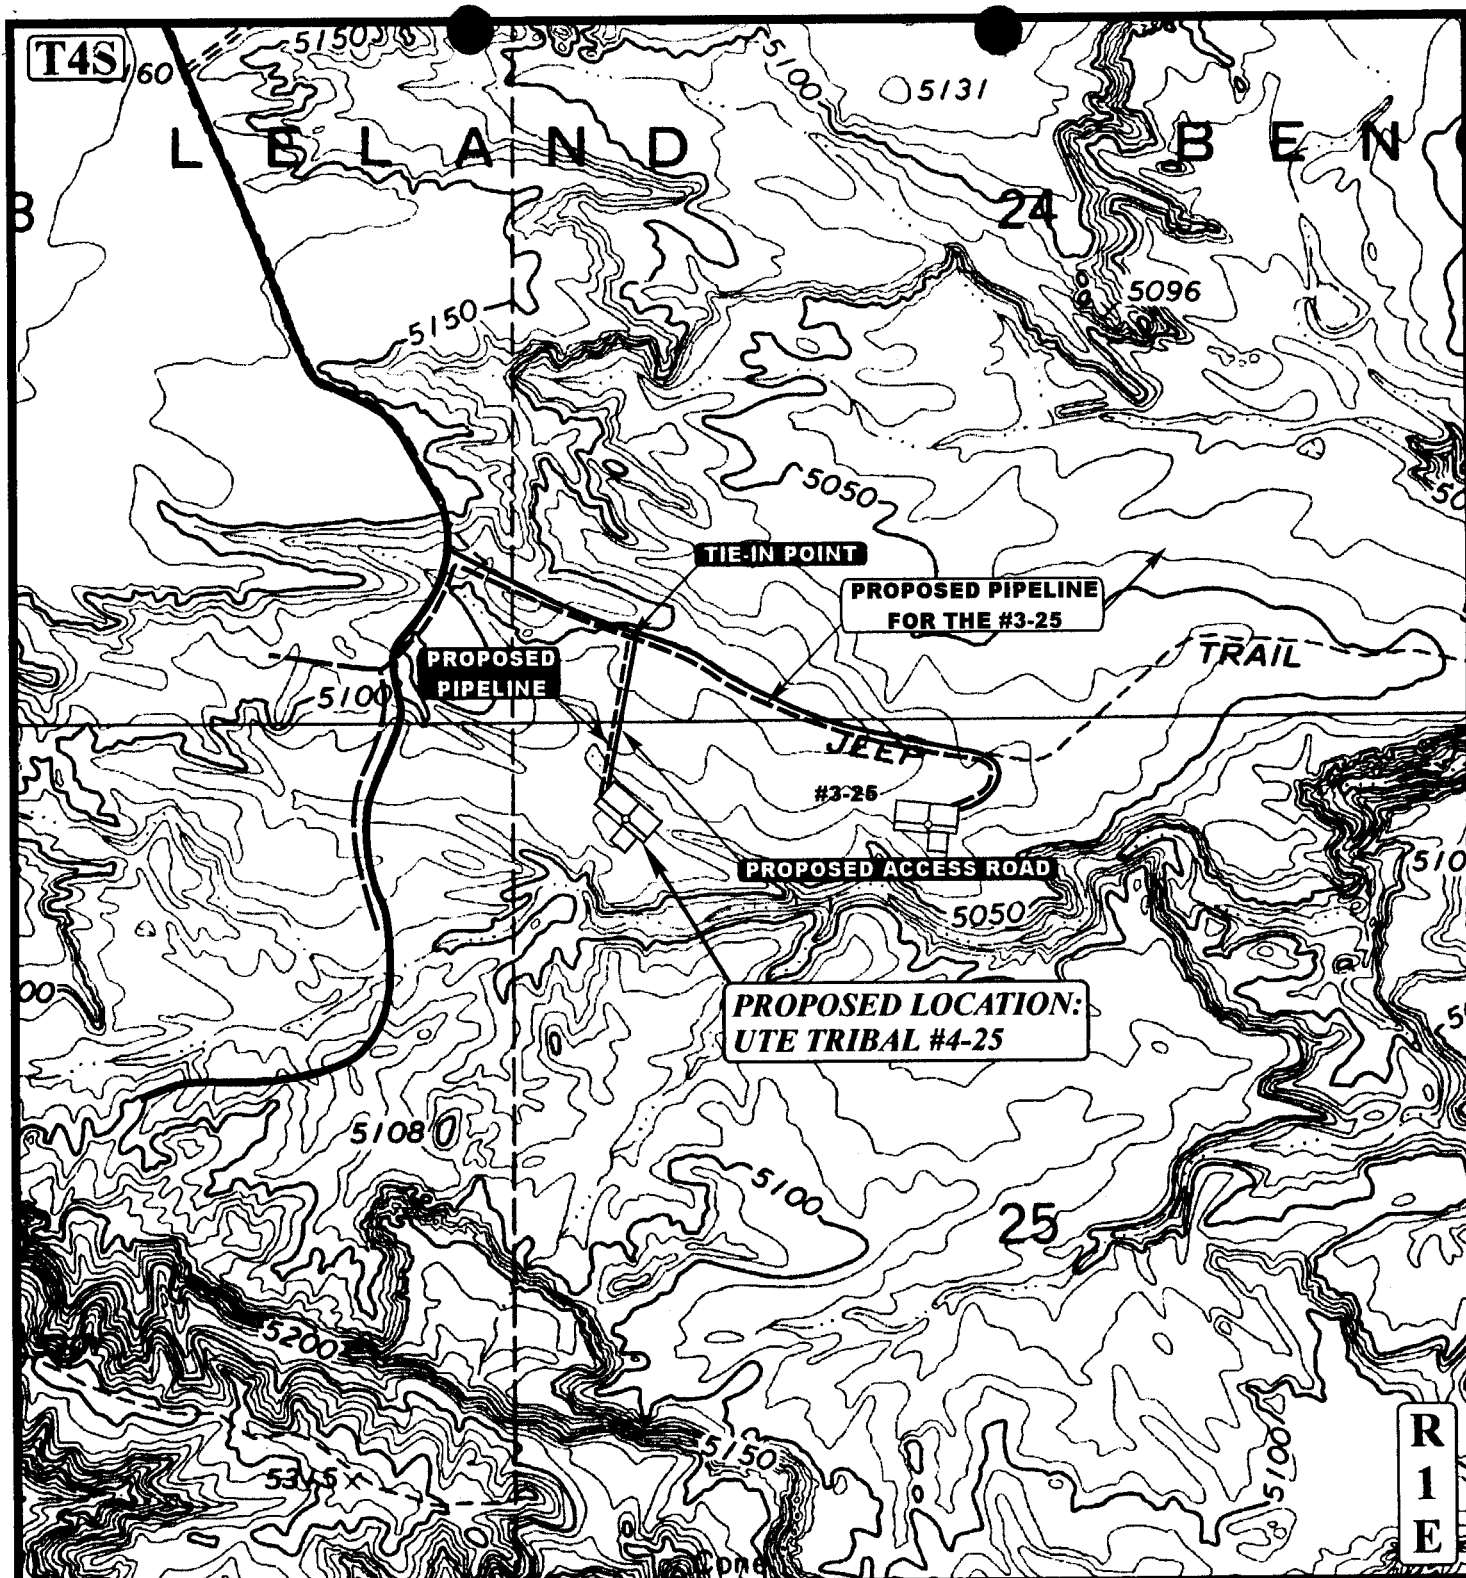 T4S
5160
5150
5100
5131
L E L A N D
B E N
24
5096
5150
5050
TIE-IN POINT
PROPOSED PIPELINE
FOR THE #3-25
TRAIL
PROPOSED
PIPELINE
5100
JEEP
#3-25
PROPOSED ACCESS ROAD
5050
PROPOSED LOCATION:
UTE TRIBAL #4-25
5108
5100
25
5200
5150
5100
R
1
E